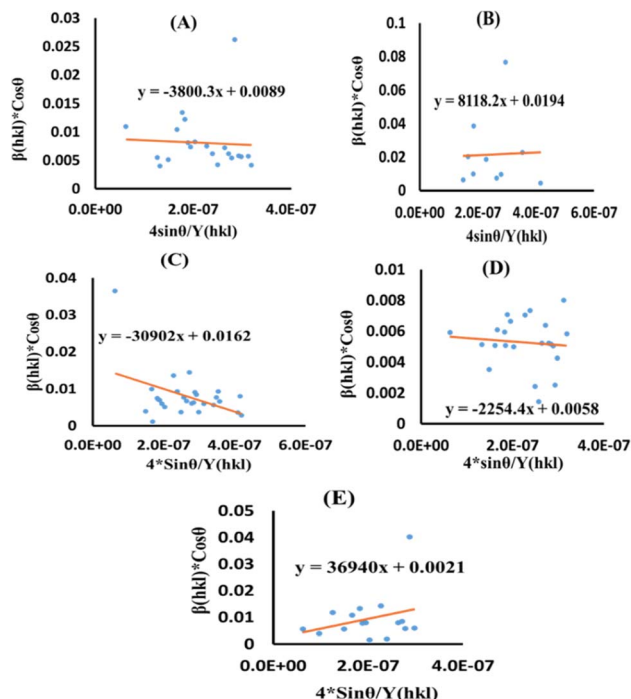 (A)
β(hkl)*Cosθ
0.03
0.025
0.02
0.015
0.01
0.005
0
y = -3800.3x + 0.0089
0.0E+00 2.0E-07 4.0E-07
4sinθ/Y(hkl)
(B)
β(hkl)*Cosθ
0.1
0.08
0.06
0.04
0.02
0
y = 8118.2x + 0.0194
0.0E+00 2.0E-07 4.0E-07 6.0E-07
4sinθ/Y(hkl)
(C)
β(hkl)*Cosθ
0.04
0.03
0.02
0.01
0
y = -30902x + 0.0162
0.0E+00 2.0E-07 4.0E-07 6.0E-07
4*Sinθ/Y(hkl)
(D)
β(hkl)*Cosθ
0.01
0.008
0.006
0.004
0.002
0
y = -2254.4x + 0.0058
0.0E+00 2.0E-07 4.0E-07
4*sinθ/Y(hkl)
(E)
β(hkl)*Cosθ
0.05
0.04
0.03
0.02
0.01
0
y = 36940x + 0.0021
0.0E+00 2.0E-07 4.0E-07
4*Sinθ/Y(hkl)